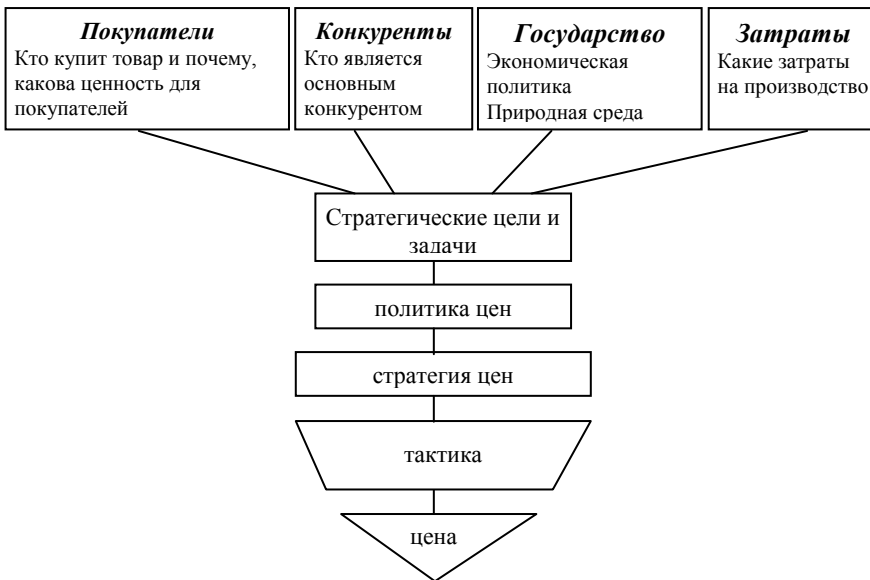 Покупатели
Кто купит товар и почему,
какова ценность для
покупателей
Конкуренты
Кто является
основным
конкурентом
Государство
Экономическая
политика
Природная среда
Затраты
Какие затраты
на производство
Стратегические цели и
задачи
политика цен
стратегия цен
тактика
цена